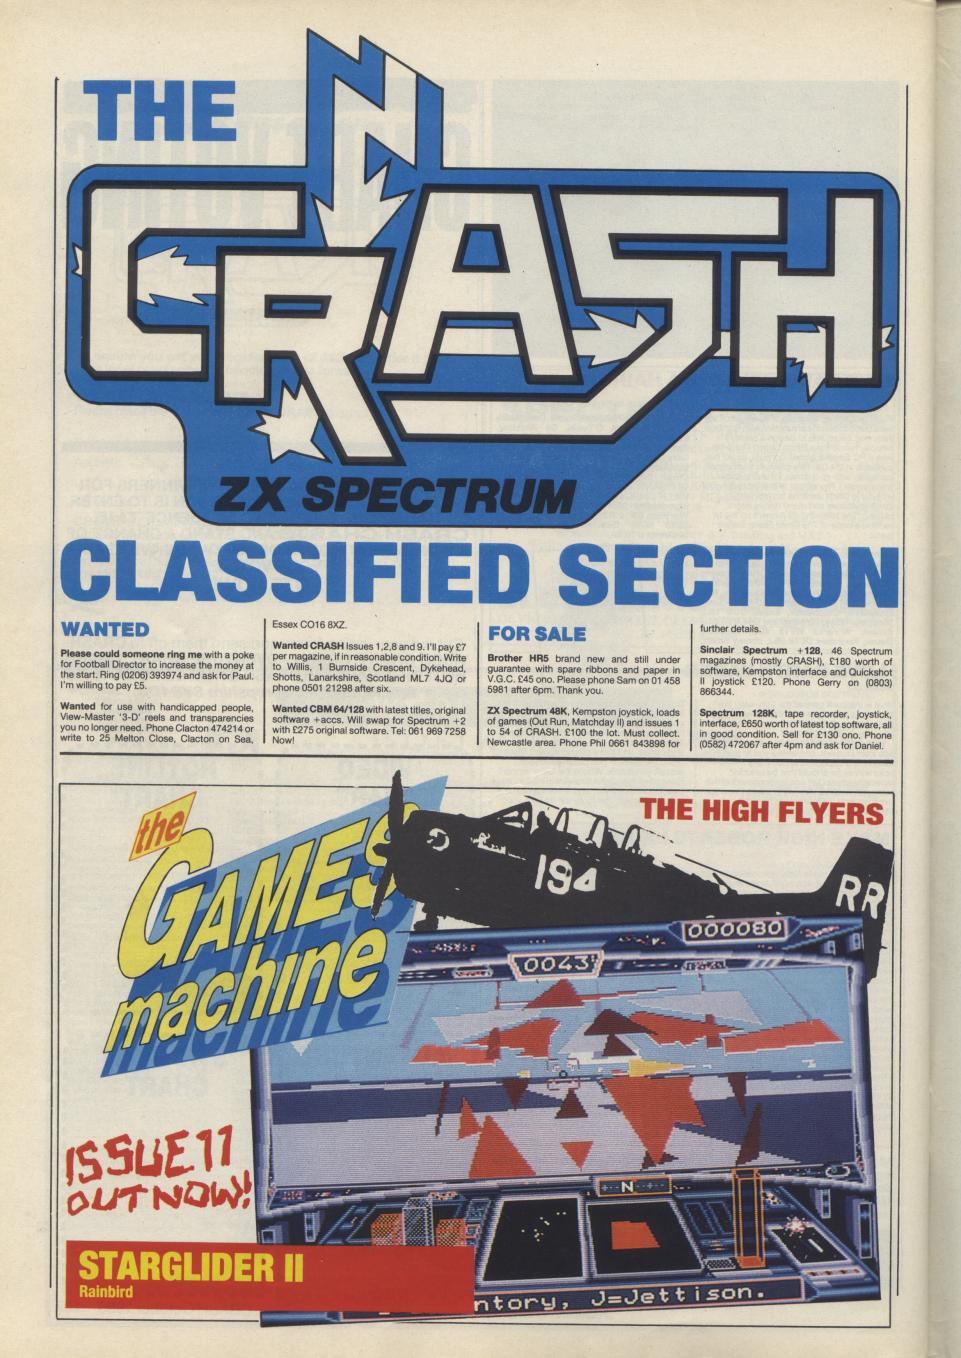 THE
CRASH
ZX SPECTRUM
CLASSIFIED SECTION
WANTED
Please could someone ring me with a poke
for Football Director to increase the money at
the start. Ring (0206) 393974 and ask for Paul.
I'm willing to pay £5.
Wanted for use with handicapped people,
View-Master '3-D' reels and transparencies
you no longer need. Phone Clacton 474214 or
write to 25 Melton Close, Clacton on Sea,
Essex CO16 8XZ.
Wanted CRASH Issues 1,2,8 and 9. I'll pay £7
per magazine, if in reasonable condition. Write
to Willis, 1 Burnside Crescent, Dykehead,
Shotts, Lanarkshire, Scotland ML7 4JQ or
phone 0501 21298 after six.
Wanted CBM 64/128 with latest titles, original
software +accs. Will swap for Spectrum +2
with £275 original software. Tel: 061 969 7258
Now!
FOR SALE
Brother HR5 brand new and still under
guarantee with spare ribbons and paper in
V.G.C. £45 ono. Please phone Sam on 01 458
5981 after 6pm. Thank you.
ZX Spectrum 48K, Kempston joystick, loads
of games (Out Run, Matchday II) and issues 1
to 54 of CRASH. £100 the lot. Must collect.
Newcastle area. Phone Phil 0661 843898 for
further details.
Sinclair Spectrum +128, 46 Spectrum
magazines (mostly CRASH), £180 worth of
software, Kempston interface and Quickshot
II joystick £120. Phone Gerry on (0803)
866344.
Spectrum 128K, tape recorder, joystick,
interface, £650 worth of latest top software, all
in good condition. Sell for £130 ono. Phone
(0582) 472067 after 4pm and ask for Daniel.
the
GAMES
machine
THE HIGH FLYERS
194
RR
000080
0043
N
ISSUE 11
OUT NOW!
STARGLIDER II
Rainbird
ntory, J=Jettison.